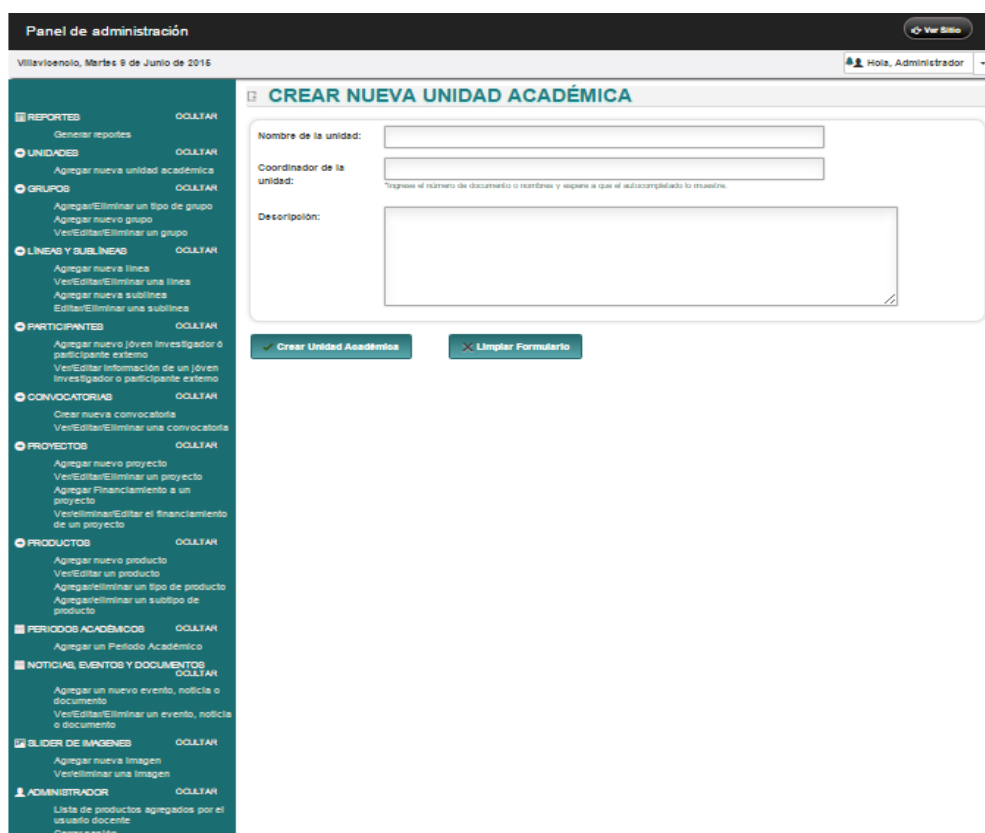 Panel de administración
Ver Sitio
Villavicencio, Martes 9 de Junio de 2015
Hola, Administrador
REPORTES OCULTAR
Generar reportes
UNIDADES OCULTAR
Agregar nueva unidad académica
GRUPOS OCULTAR
Agregar/Eliminar un tipo de grupo
Agregar nuevo grupo
Ver/Editar/Eliminar un grupo
LÍNEAS Y SUBLÍNEAS OCULTAR
Agregar nueva línea
Ver/Editar/Eliminar una línea
Agregar nueva sublínea
Editar/Eliminar una sublínea
PARTICIPANTES OCULTAR
Agregar nuevo jóven investigador ó
participante externo
Ver/Editar información de un jóven
investigador o participante externo
CONVOCATORIAS OCULTAR
Crear nueva convocatoria
Ver/Editar/Eliminar una convocatoria
PROYECTOS OCULTAR
Agregar nuevo proyecto
Ver/Editar/Eliminar un proyecto
Agregar Financiamiento a un
proyecto
Ver/eliminar/Editar el financiamiento
de un proyecto
PRODUCTOS OCULTAR
Agregar nuevo producto
Ver/Editar un producto
Agregar/eliminar un tipo de producto
Agregar/eliminar un subtipo de
producto
PERIODOS ACADÉMICOS OCULTAR
Agregar un Periodo Académico
NOTICIAS, EVENTOS Y DOCUMENTOS
OCULTAR
Agregar un nuevo evento, noticia o
documento
Ver/Editar/Eliminar un evento, noticia
o documento
SLIDER DE IMAGENES OCULTAR
Agregar nueva imagen
Ver/eliminar una imagen
ADMINISTRADOR OCULTAR
Lista de productos agregados por el
usuario docente
CREAR NUEVA UNIDAD ACADÉMICA
Nombre de la unidad:
Coordinador de la
unidad:
*Ingrese el número de documento o nombres y espere a que el autocompletado lo muestre.
Descripción:
Crear Unidad Académica
Limpiar Formulario